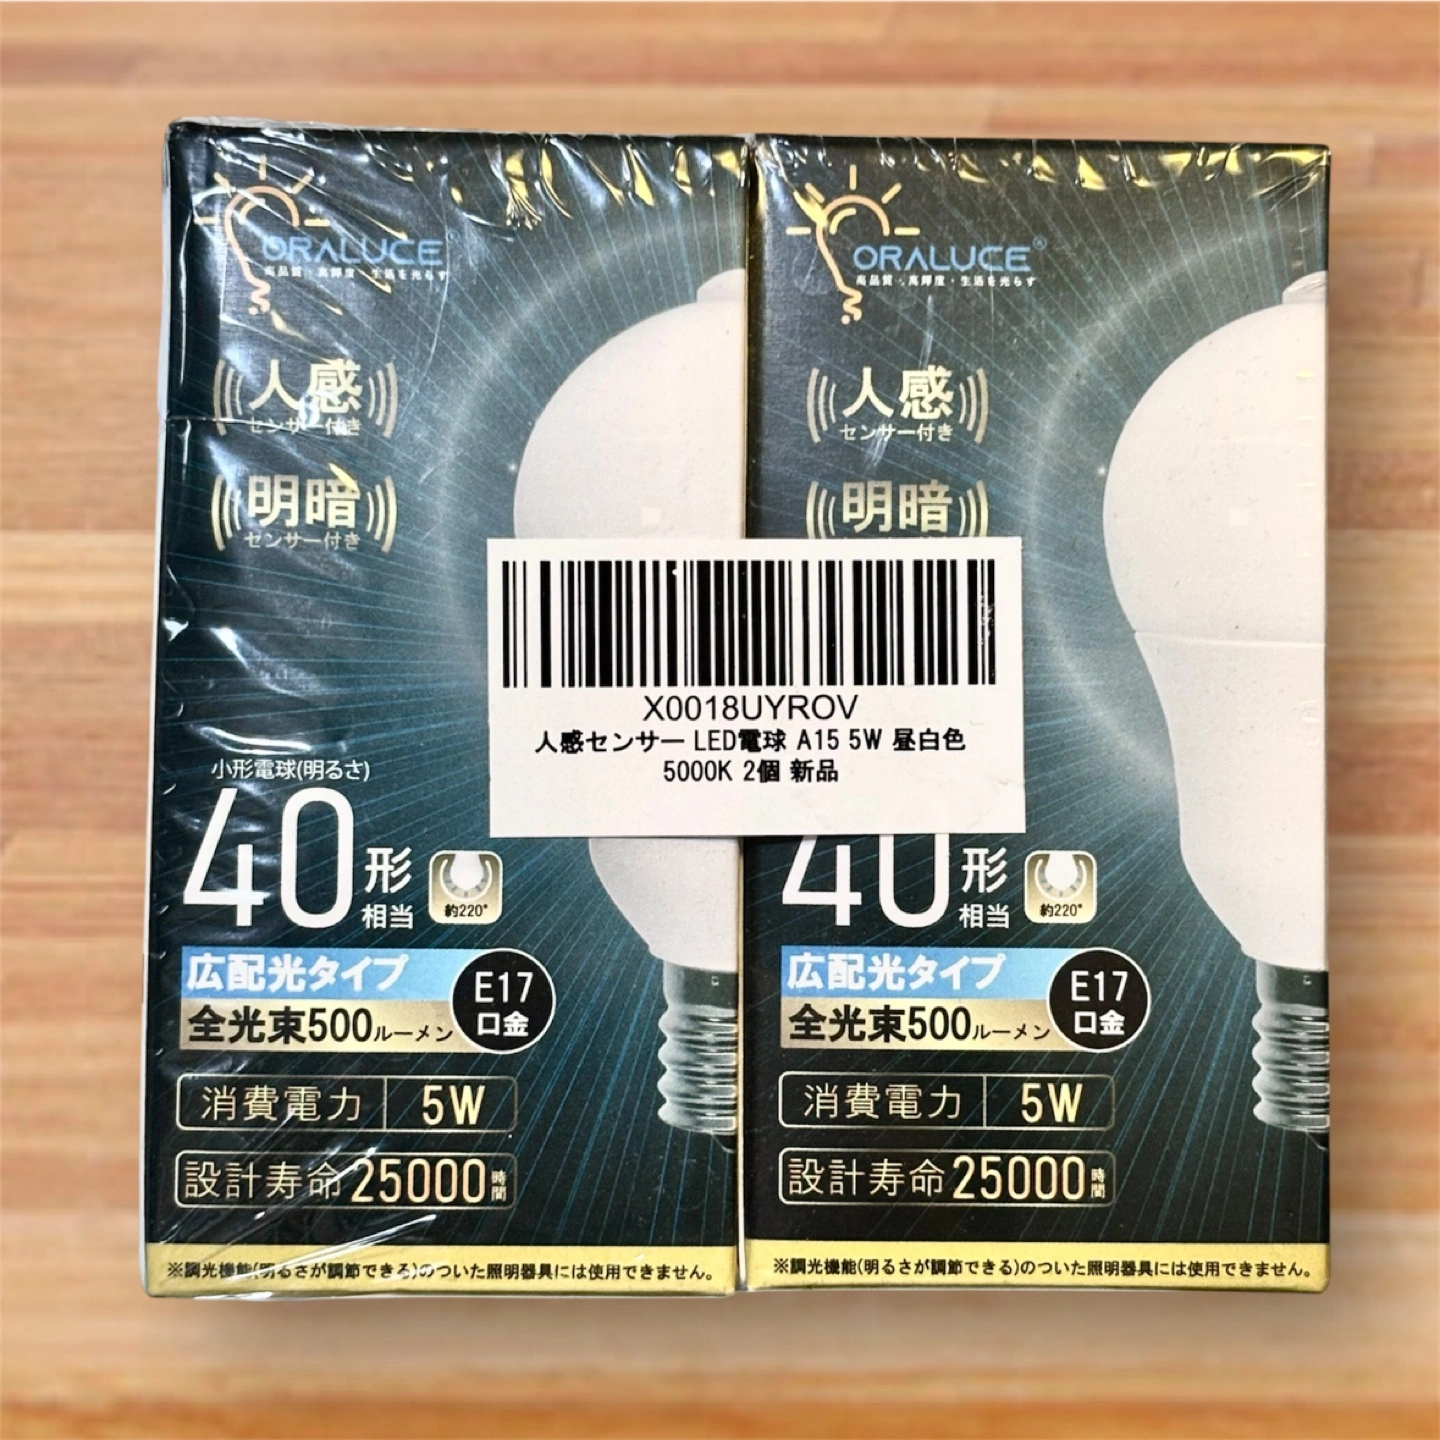 ORALUCE®
高品質・高輝度・生活を光らす
人感
センサー付き
明暗
センサー付き
小形電球(明るさ)
40形
相当
約220°
広配光タイプ
全光束500ルーメン
E17
口金
消費電力 5W
設計寿命25000時間
※調光機能(明るさが調節できる)のついた照明器具には使用できません。
ORALUCE®
高品質・高輝度・生活を光らす
人感
センサー付き
明暗
X0018UYROV
人感センサー LED電球 A15 5W 昼白色
5000K 2個 新品
40形
相当
約220°
広配光タイプ
全光束500ルーメン
E17
口金
消費電力 5W
設計寿命25000時間
※調光機能(明るさが調節できる)のついた照明器具には使用できません。